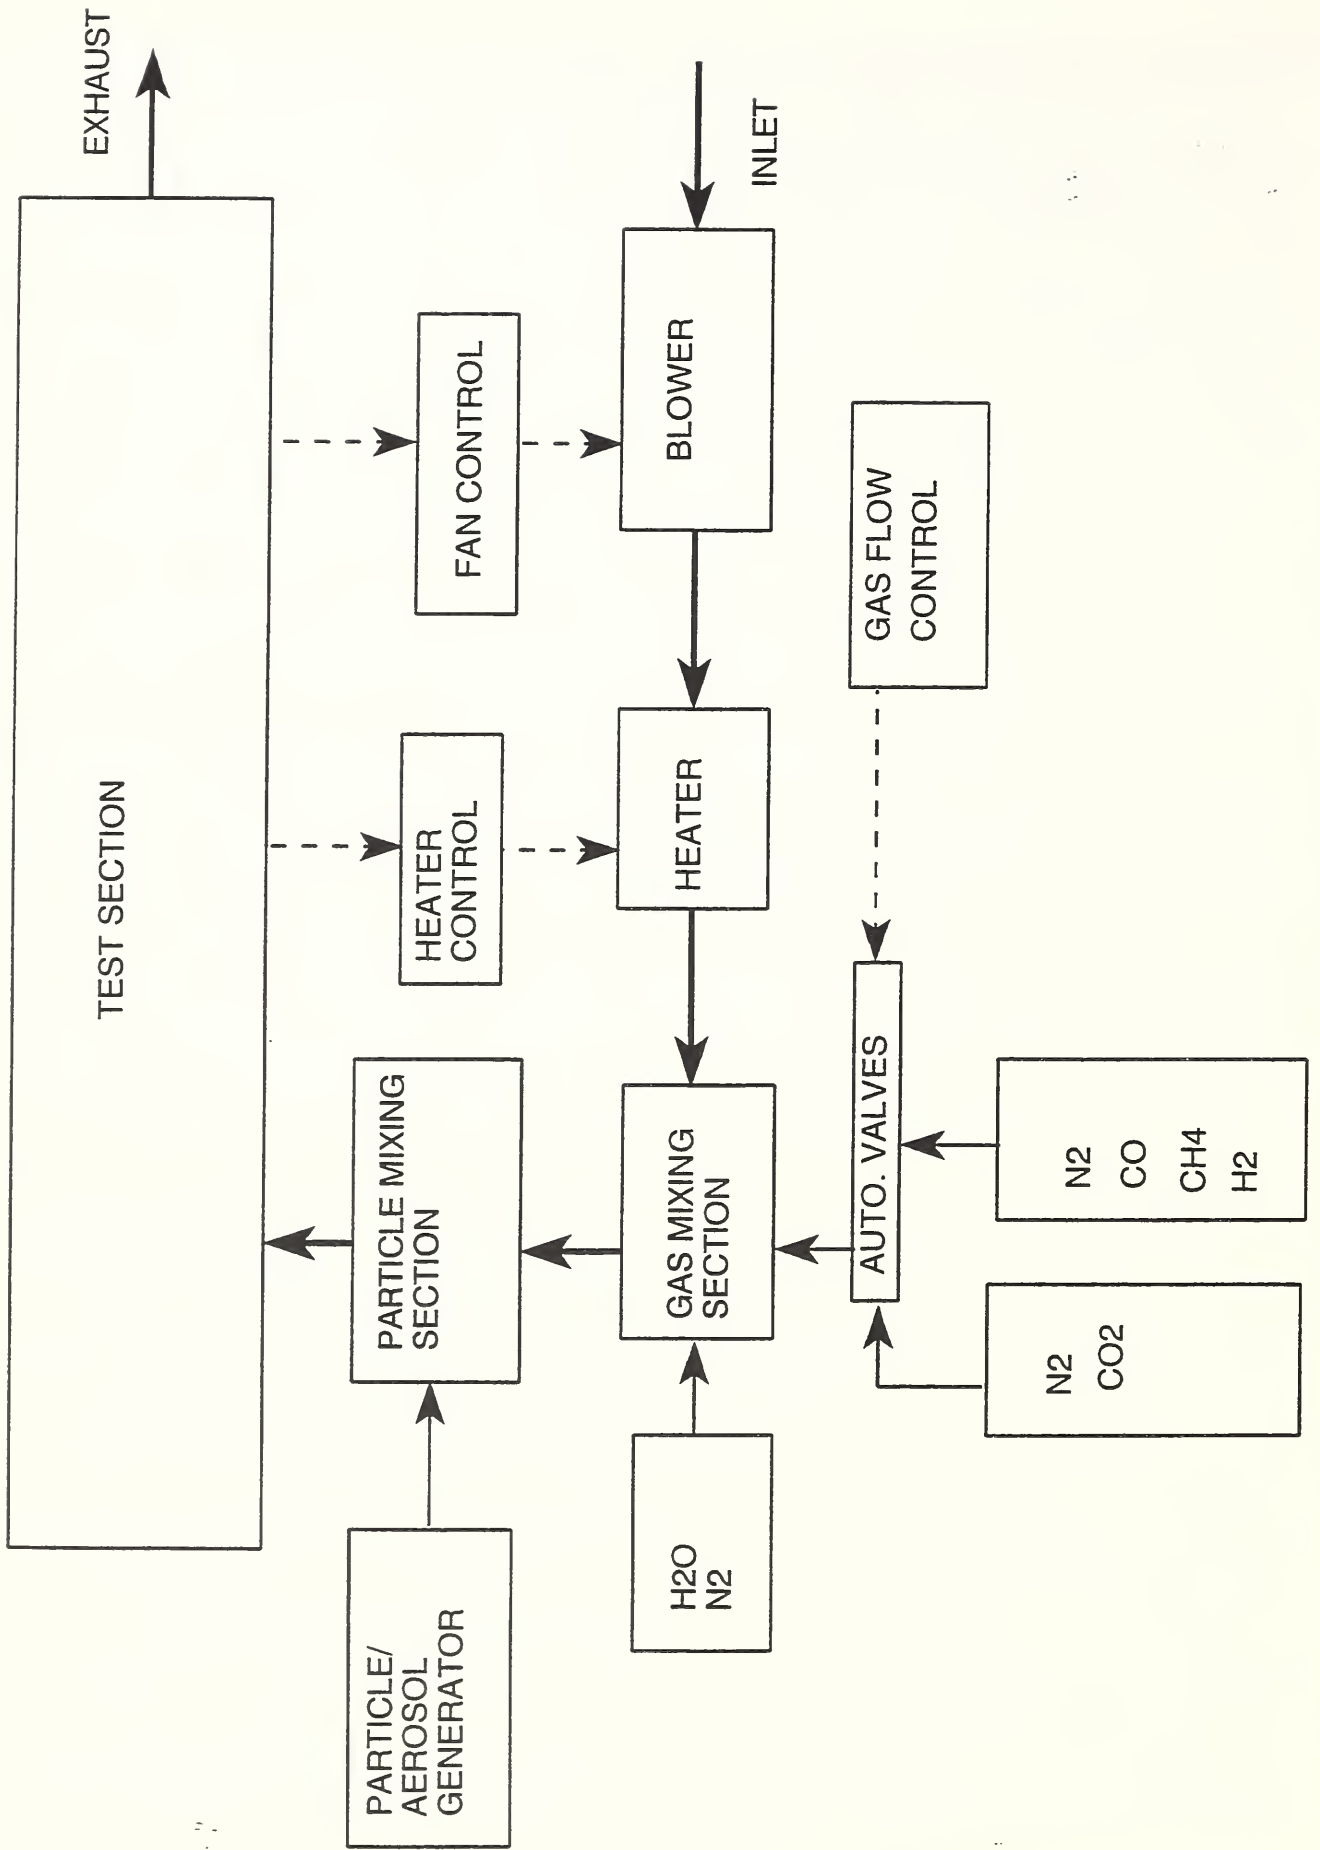 EXHAUST
TEST SECTION
FAN CONTROL
HEATER
CONTROL
PARTICLE MIXING
SECTION
PARTICLE/
AEROSOL
GENERATOR
INLET
BLOWER
HEATER
GAS MIXING
SECTION
H2O
N2
GAS FLOW
CONTROL
AUTO. VALVES
N2
CO
CH4
H2
N2
CO2